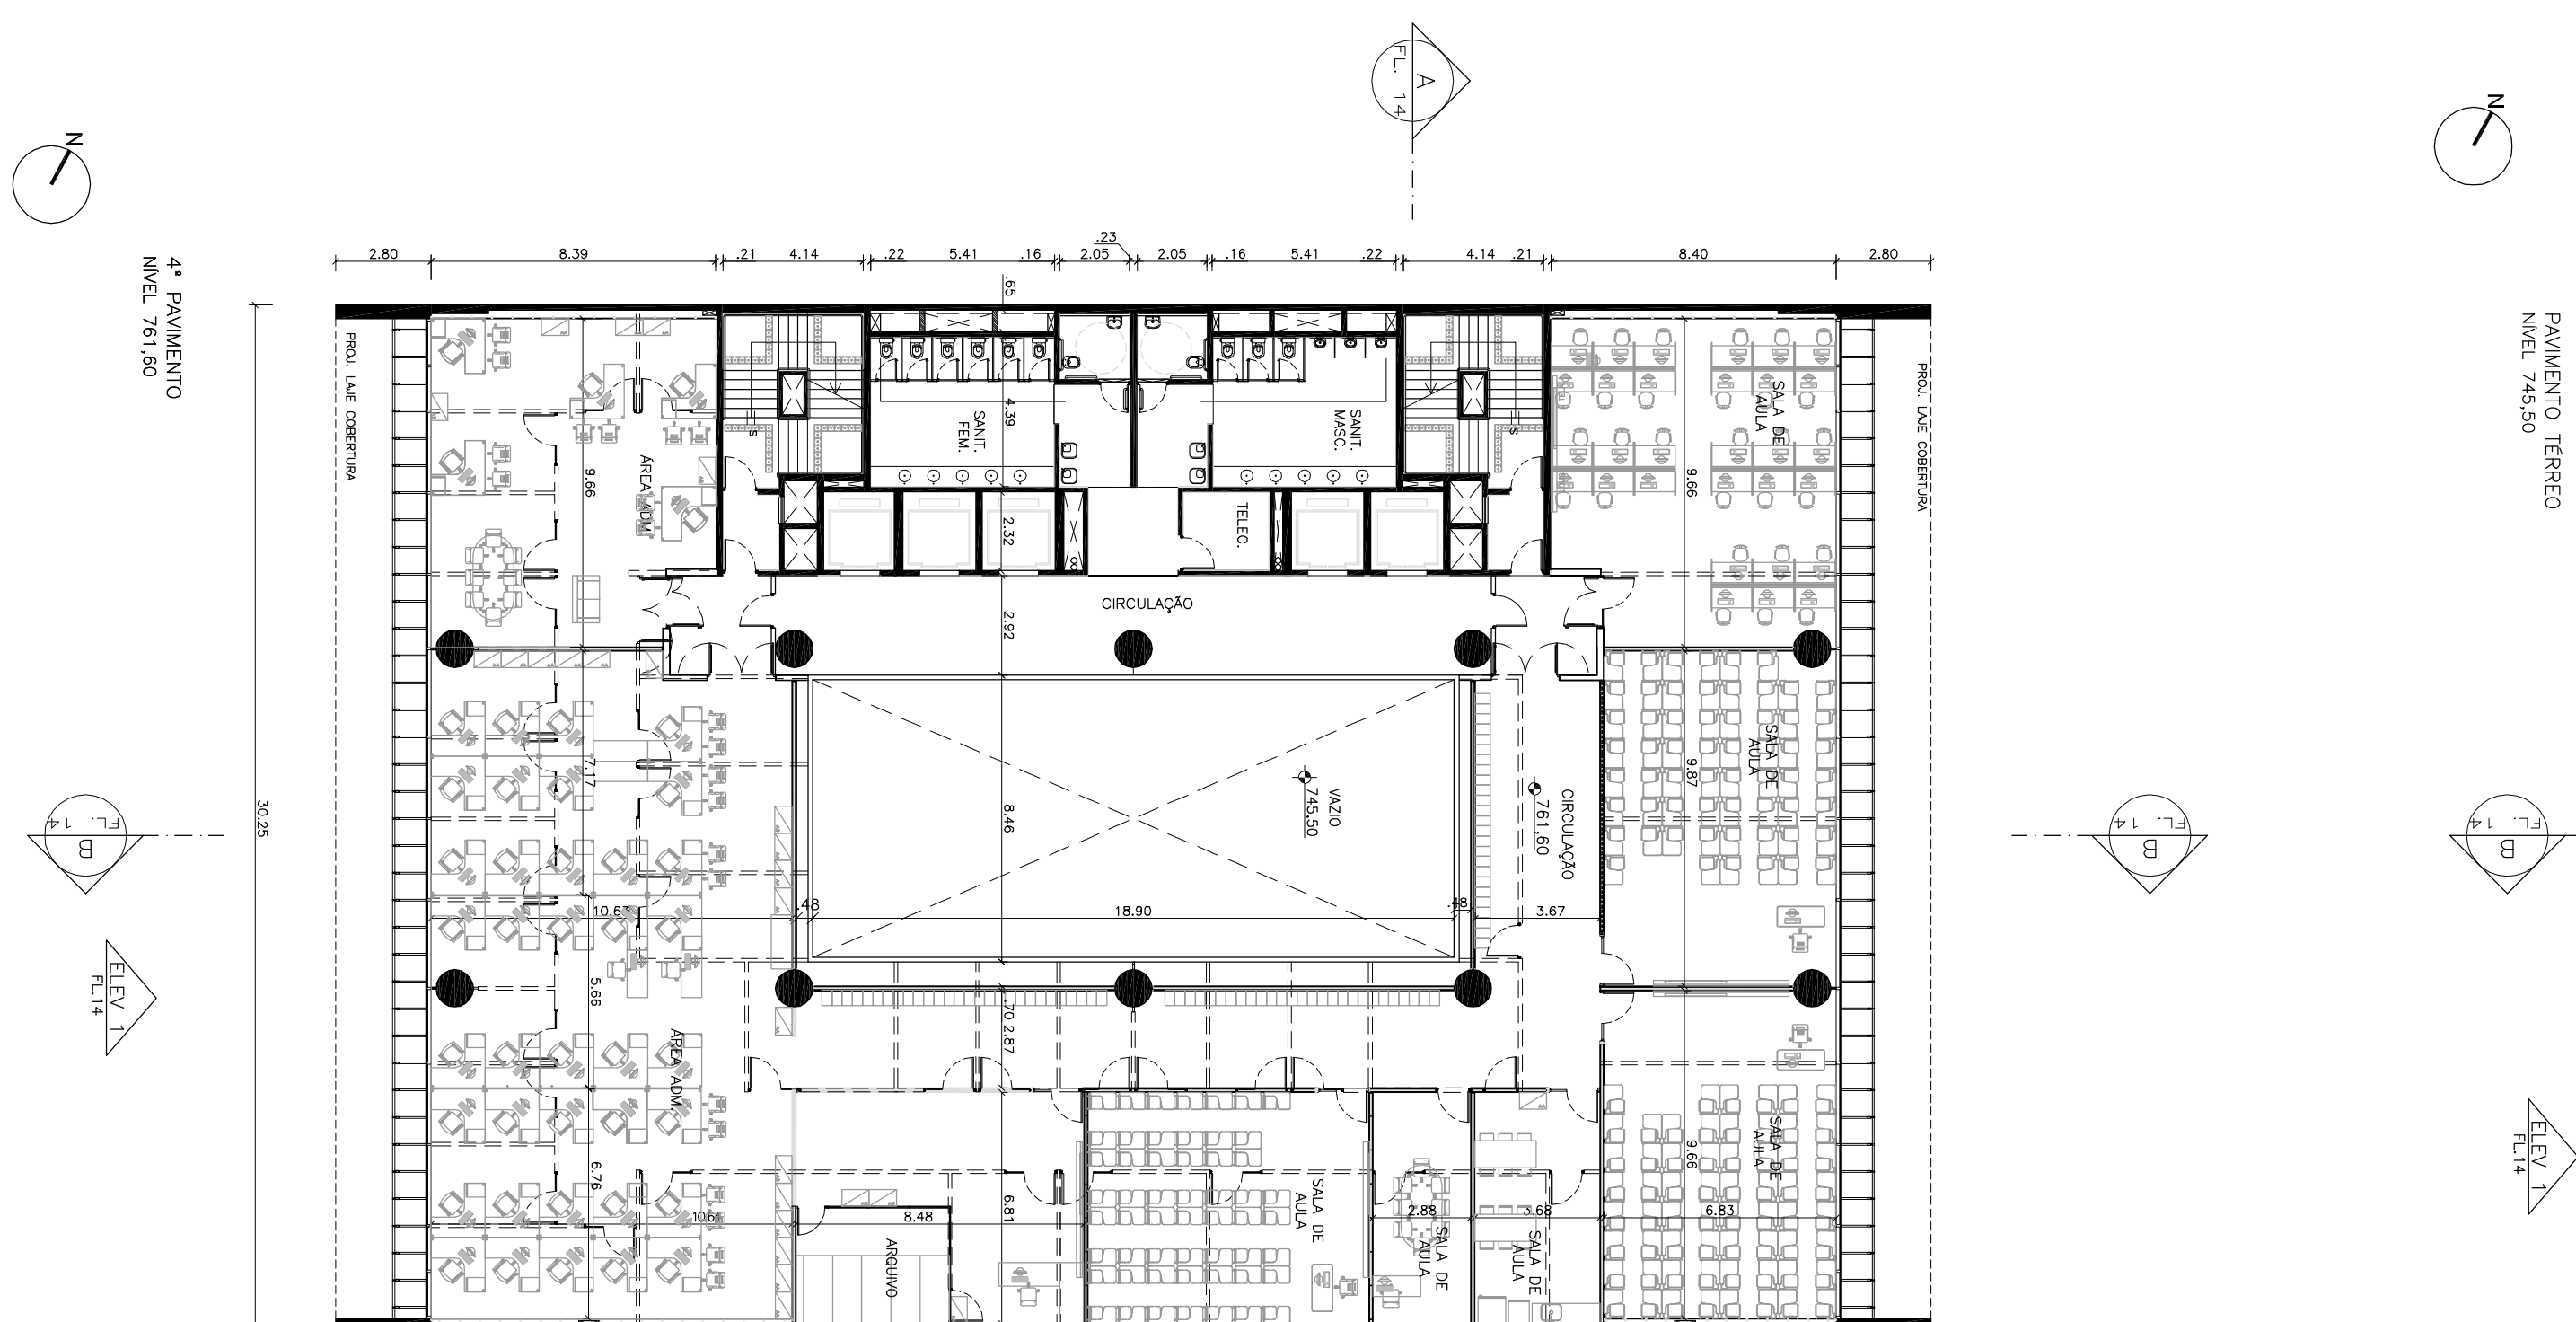 A
FL. 14
N
N
4º PAVIMENTO
NÍVEL 761,60
PAVIMENTO TÉRREO
NÍVEL 745,50
.23
2.80
8.39
.21
4.14
.22
5.41
.16
2.05
2.05
.16
5.41
.22
4.14
.21
8.40
2.80
.65
PROJ. LAJE COBERTURA
PROJ. LAJE COBERTURA
SANIT.
FEM.
4.39
SANIT.
MASC.
S
S
SALA DE
AULA
9.66
ÁREA ADM.
9.66
2.32
TELEC.
CIRCULAÇÃO
2.92
7.17
8.46
VAZIO
745,50
CIRCULAÇÃO
761,60
SALA DE
AULA
9.87
30.25
B
FL. 14
B
FL. 14
B
FL. 14
10.67
.48
18.90
.48
3.67
ELEV 1
FL.14
5.66
.70
2.87
ÁREA ADM.
6.76
6.81
SALA DE
AULA
9.66
ELEV 1
FL.14
8.48
2.88
3.68
6.83
ARQUIVO
SALA DE
AULA
SALA DE
AULA
SALA DE
AULA